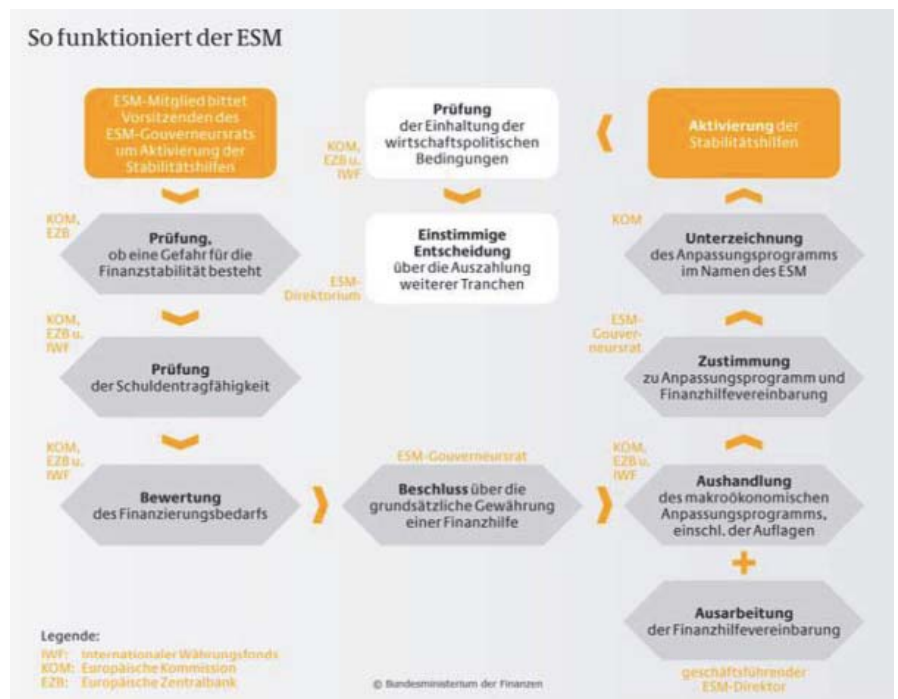 So funktioniert der ESM
ESM-Mitglied bittet
Vorsitzenden des
ESM-Gouverneursrats
um Aktivierung der
Stabilitätshilfen
KOM,
EZB
Prüfung,
ob eine Gefahr für die
Finanzstabilität besteht
KOM,
EZB u.
IWF
Prüfung
der Schuldentragfähigkeit
KOM,
EZB u.
IWF
Bewertung
des Finanzierungsbedarfs
ESM-Gouverneursrat
Beschluss über die
grundsätzliche Gewährung
einer Finanzhilfe
KOM,
EZB u.
IWF
Aushandlung
des makroökonomischen
Anpassungsprogramms,
einschl. der Auflagen
+
Ausarbeitung
der Finanzhilfevereinbarung
geschäftsführender
ESM-Direktor
ESM-
Gouver-
neursrat
Zustimmung
zu Anpassungsprogramm und
Finanzhilfevereinbarung
KOM
Unterzeichnung
des Anpassungsprogramms
im Namen des ESM
Aktivierung der
Stabilitätshilfen
KOM,
EZB u.
IWF
Prüfung
der Einhaltung der
wirtschaftspolitischen
Bedingungen
ESM-
Direktorium
Einstimmige
Entscheidung
über die Auszahlung
weiterer Tranchen
Legende:
IWF: Internationaler Währungsfonds
KOM: Europäische Kommission
EZB: Europäische Zentralbank
© Bundesministerium der Finanzen